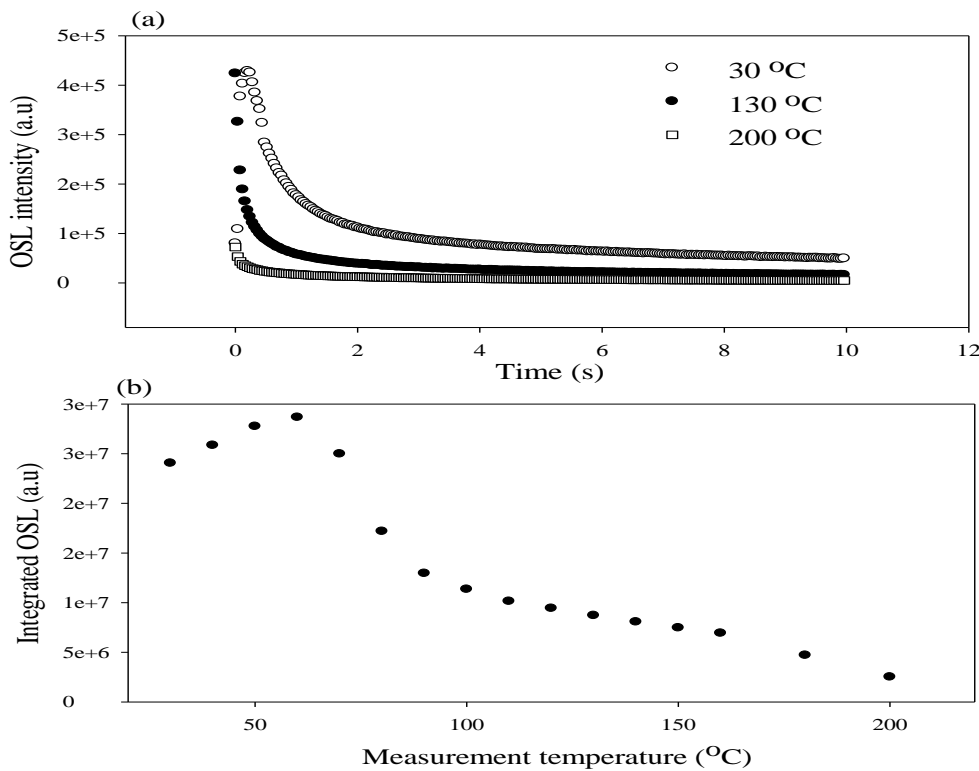 (a)
5e+5
4e+5
3e+5
2e+5
1e+5
0
OSL intensity (a.u)
30 ᴼC
130 ᴼC
200 ᴼC
0 2 4 6 8 10 12
Time (s)
(b)
3e+7
3e+7
2e+7
2e+7
1e+7
5e+6
0
Integrated OSL (a.u)
50 100 150 200
Measurement temperature (ᴼC)